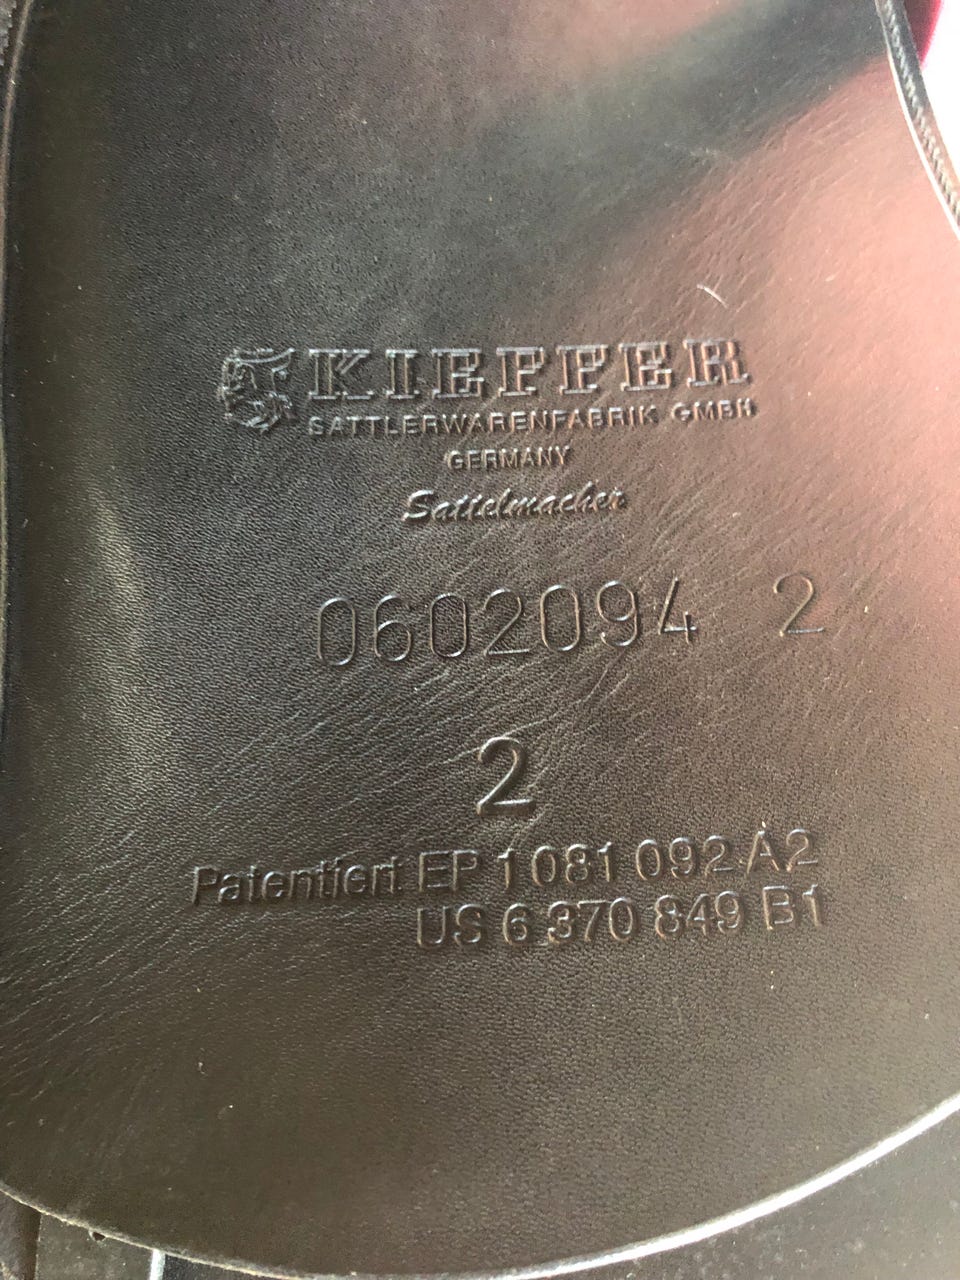 KIEFFER
SATTLERWARENFABRIK GMBH
GERMANY
Sattelmacher
0602094 2
2
Patentiert EP 1 081 092 A2
US 6 370 849 B1